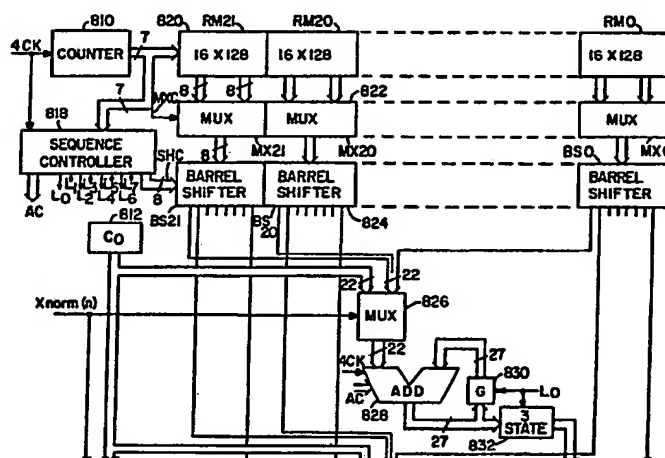 810 820 RM21 RM20 RM0
4CK COUNTER 7 16 X 128 16 X 128 16 X 128
7 8 8 822
MXC
818 MUX MUX MUX
SEQUENCE CONTROLLER 8 MX21 MX20 BS0
SHC
BARREL SHIFTER BARREL SHIFTER BARREL SHIFTER
AC L0 L1 L2 L3 L4 L5 L6 L7 8
812 BS21 BS20 824
C0
22 22
Xnorm (n) MUX 826
22 27
4CK ADD G 830 L0
AC 828 3 STATE
27 832